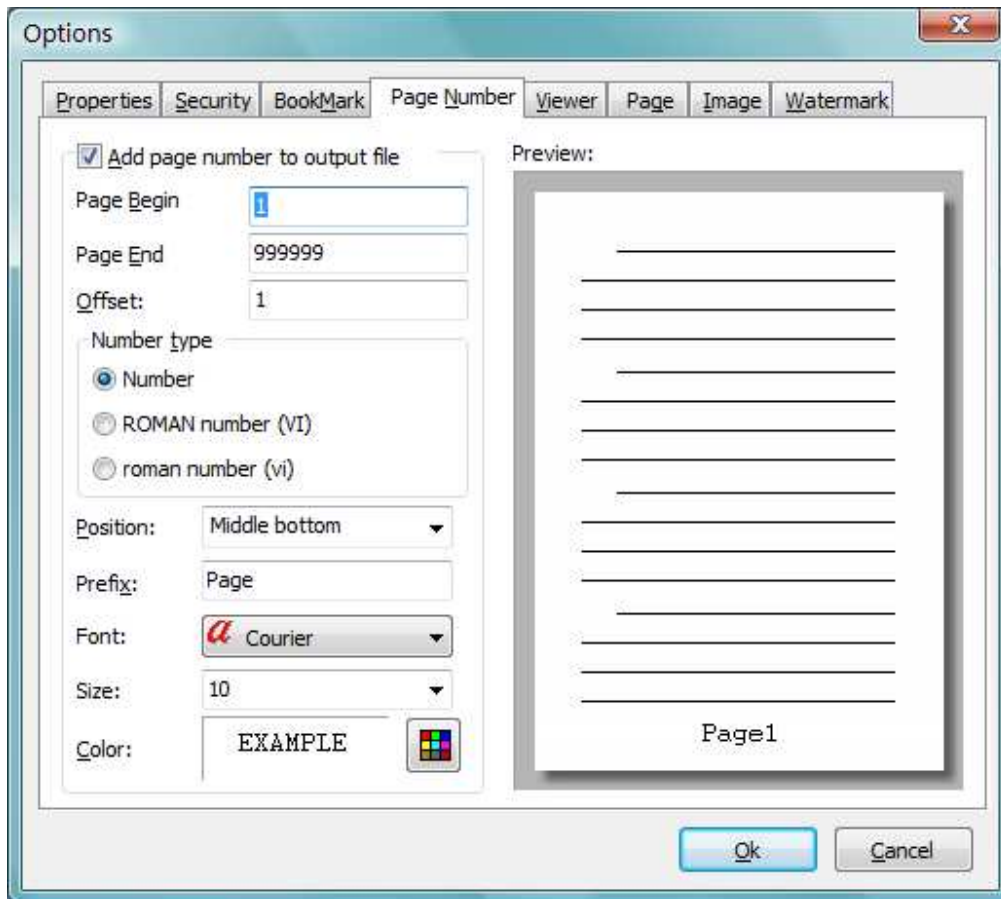 Options
Properties Security BookMark Page Number Viewer Page Image Watermark
Add page number to output file
Page Begin 1
Page End 999999
Offset: 1
Number type
Number
ROMAN number (VI)
roman number (vi)
Position: Middle bottom
Prefix: Page
Font: a Courier
Size: 10
Color: EXAMPLE
Preview:
Page1
Ok Cancel